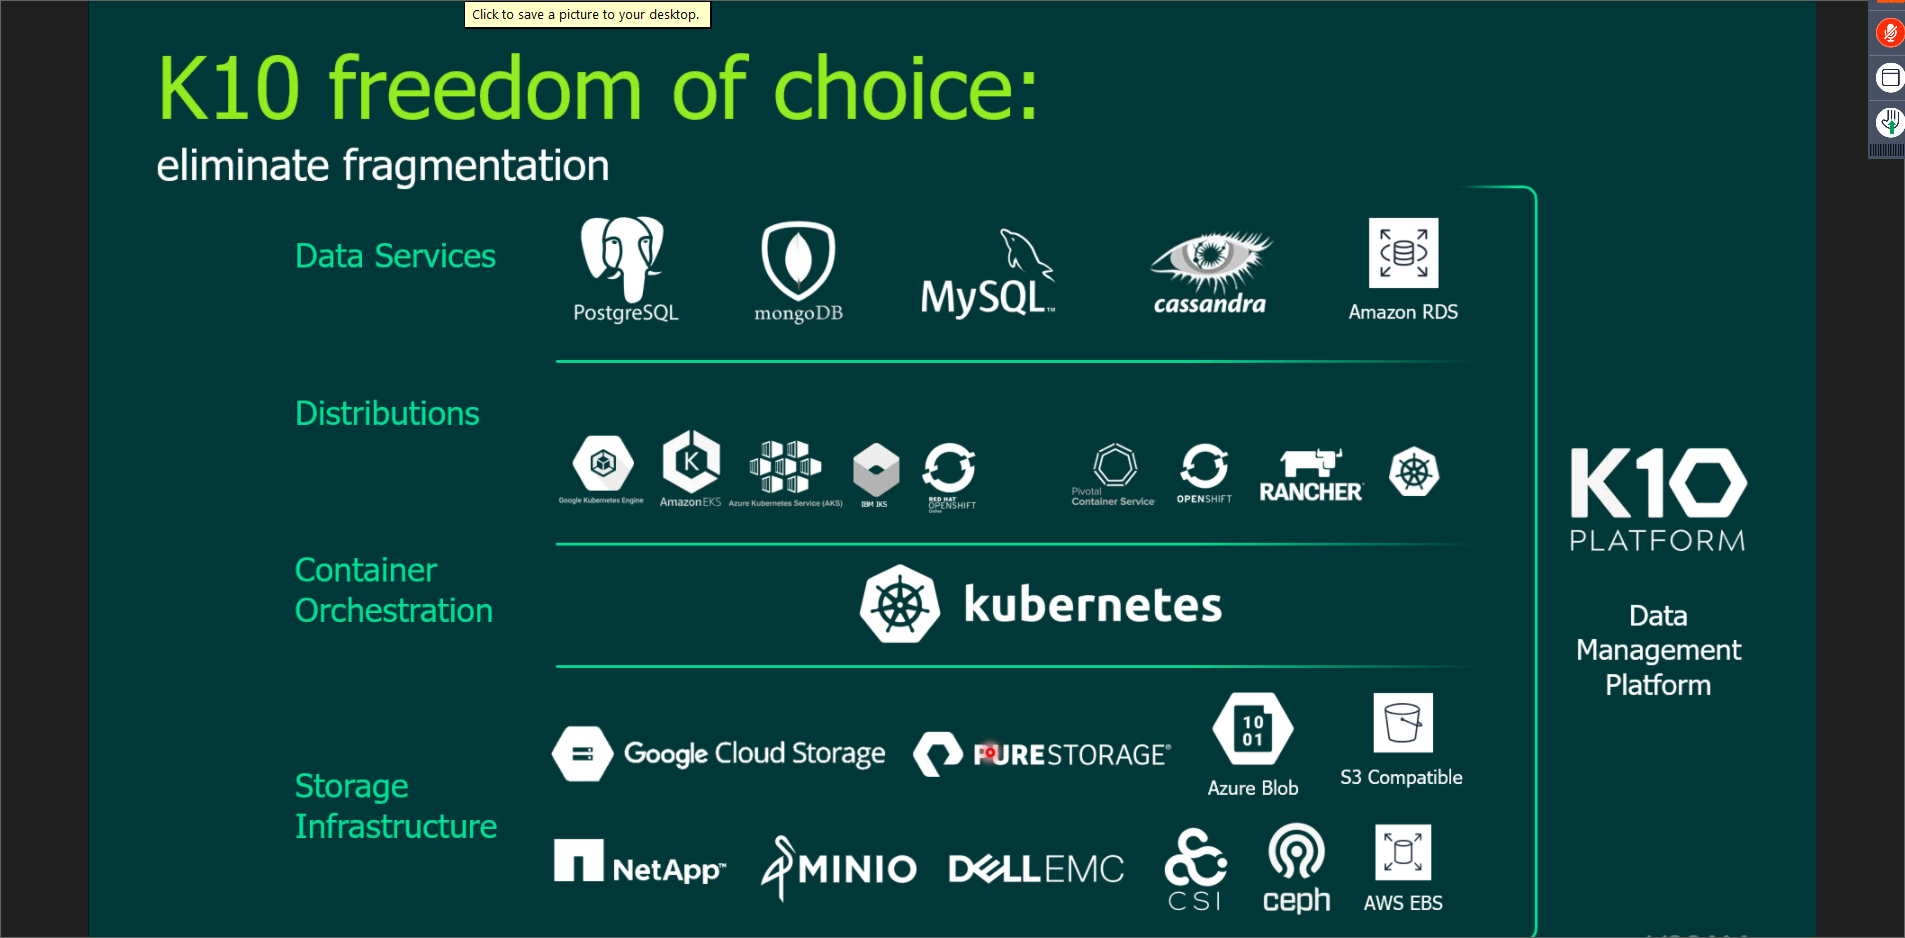 Click to save a picture to your desktop.
K10 freedom of choice:
eliminate fragmentation
Data Services
PostgreSQL
mongoDB
MySQL™
cassandra
Amazon RDS
Distributions
Google Kubernetes Engine
Amazon EKS
Azure Kubernetes Service (AKS)
IBM IKS
RED HAT
OPENSHIFT
Online
Pivotal
Container Service
OPENSHIFT
RANCHER
Container
Orchestration
kubernetes
Storage
Infrastructure
Google Cloud Storage
PURESTORAGE®
10
01
Azure Blob
S3 Compatible
NetApp™
MINIO
DELLEMC
CSI
ceph
AWS EBS
K10
PLATFORM
Data
Management
Platform